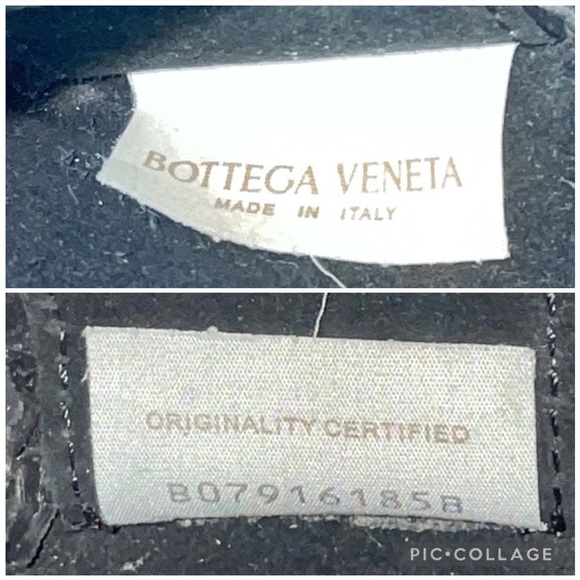 BOTTEGA VENETA
MADE IN ITALY
ORIGINALITY CERTIFIED
B07916185B
PIC•COLLAGE